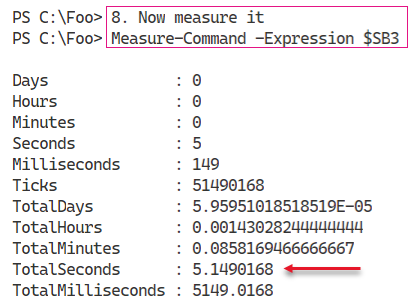 PS C:\Foo> 8. Now measure it
PS C:\Foo> Measure-Command -Expression $SB3
Days : 0
Hours : 0
Minutes : 0
Seconds : 5
Milliseconds : 149
Ticks : 51490168
TotalDays : 5.95951018518519E-05
TotalHours : 0.00143028244444444
TotalMinutes : 0.0858169466666667
TotalSeconds : 5.1490168
TotalMilliseconds : 5149.0168